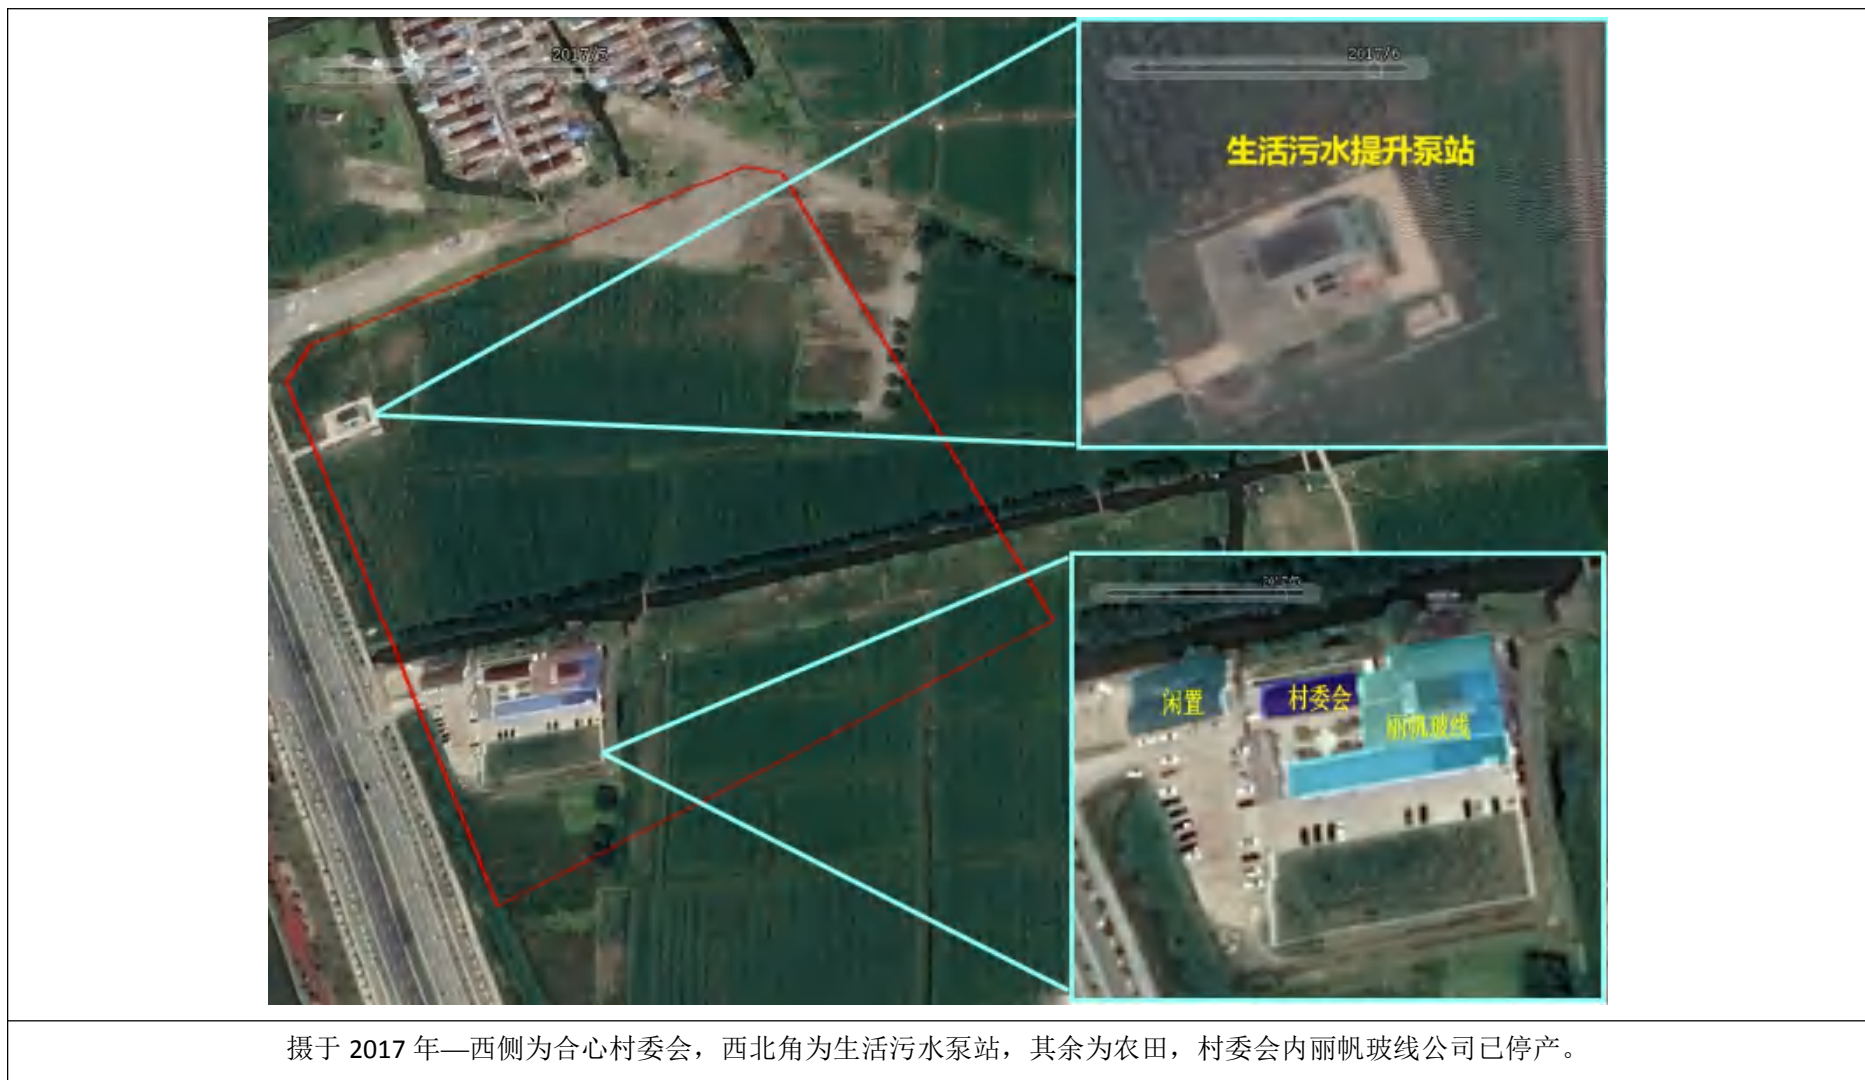 2017/5
2017/6
生活污水提升泵站
闲置
村委会
丽帆玻线
摄于 2017 年—西侧为合心村委会，西北角为生活污水泵站，其余为农田，村委会内丽帆玻线公司已停产。